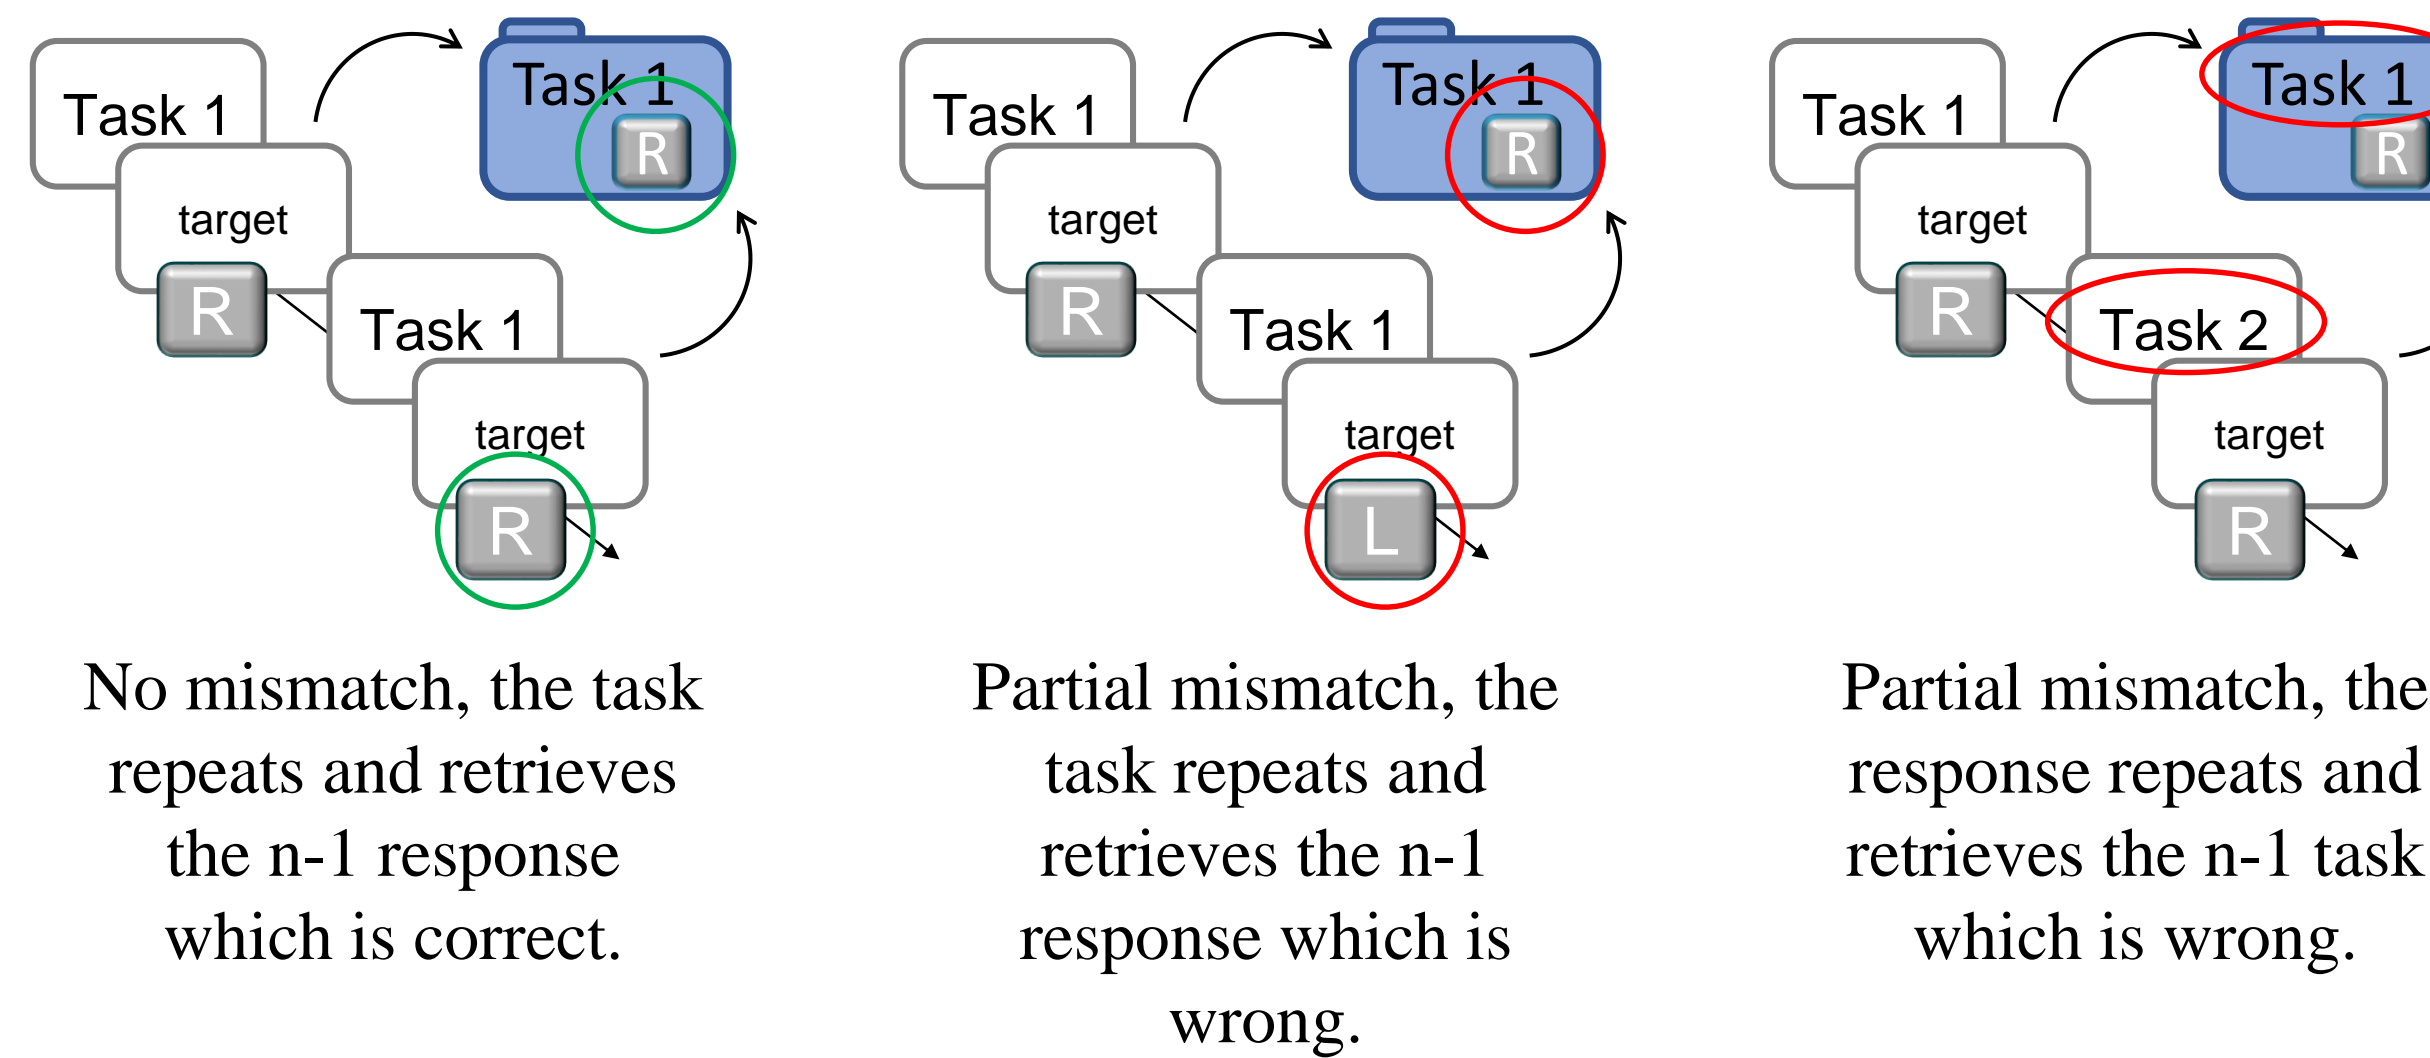 Task 1
target
R
Task 1
target
R
Task 1
R
No mismatch, the task
repeats and retrieves
the n-1 response
which is correct.
Task 1
target
R
Task 1
target
L
Task 1
R
Partial mismatch, the
task repeats and
retrieves the n-1
response which is
wrong.
Task 1
target
R
Task 2
target
R
Task 1
R
Partial mismatch, the
response repeats and
retrieves the n-1 task
which is wrong.